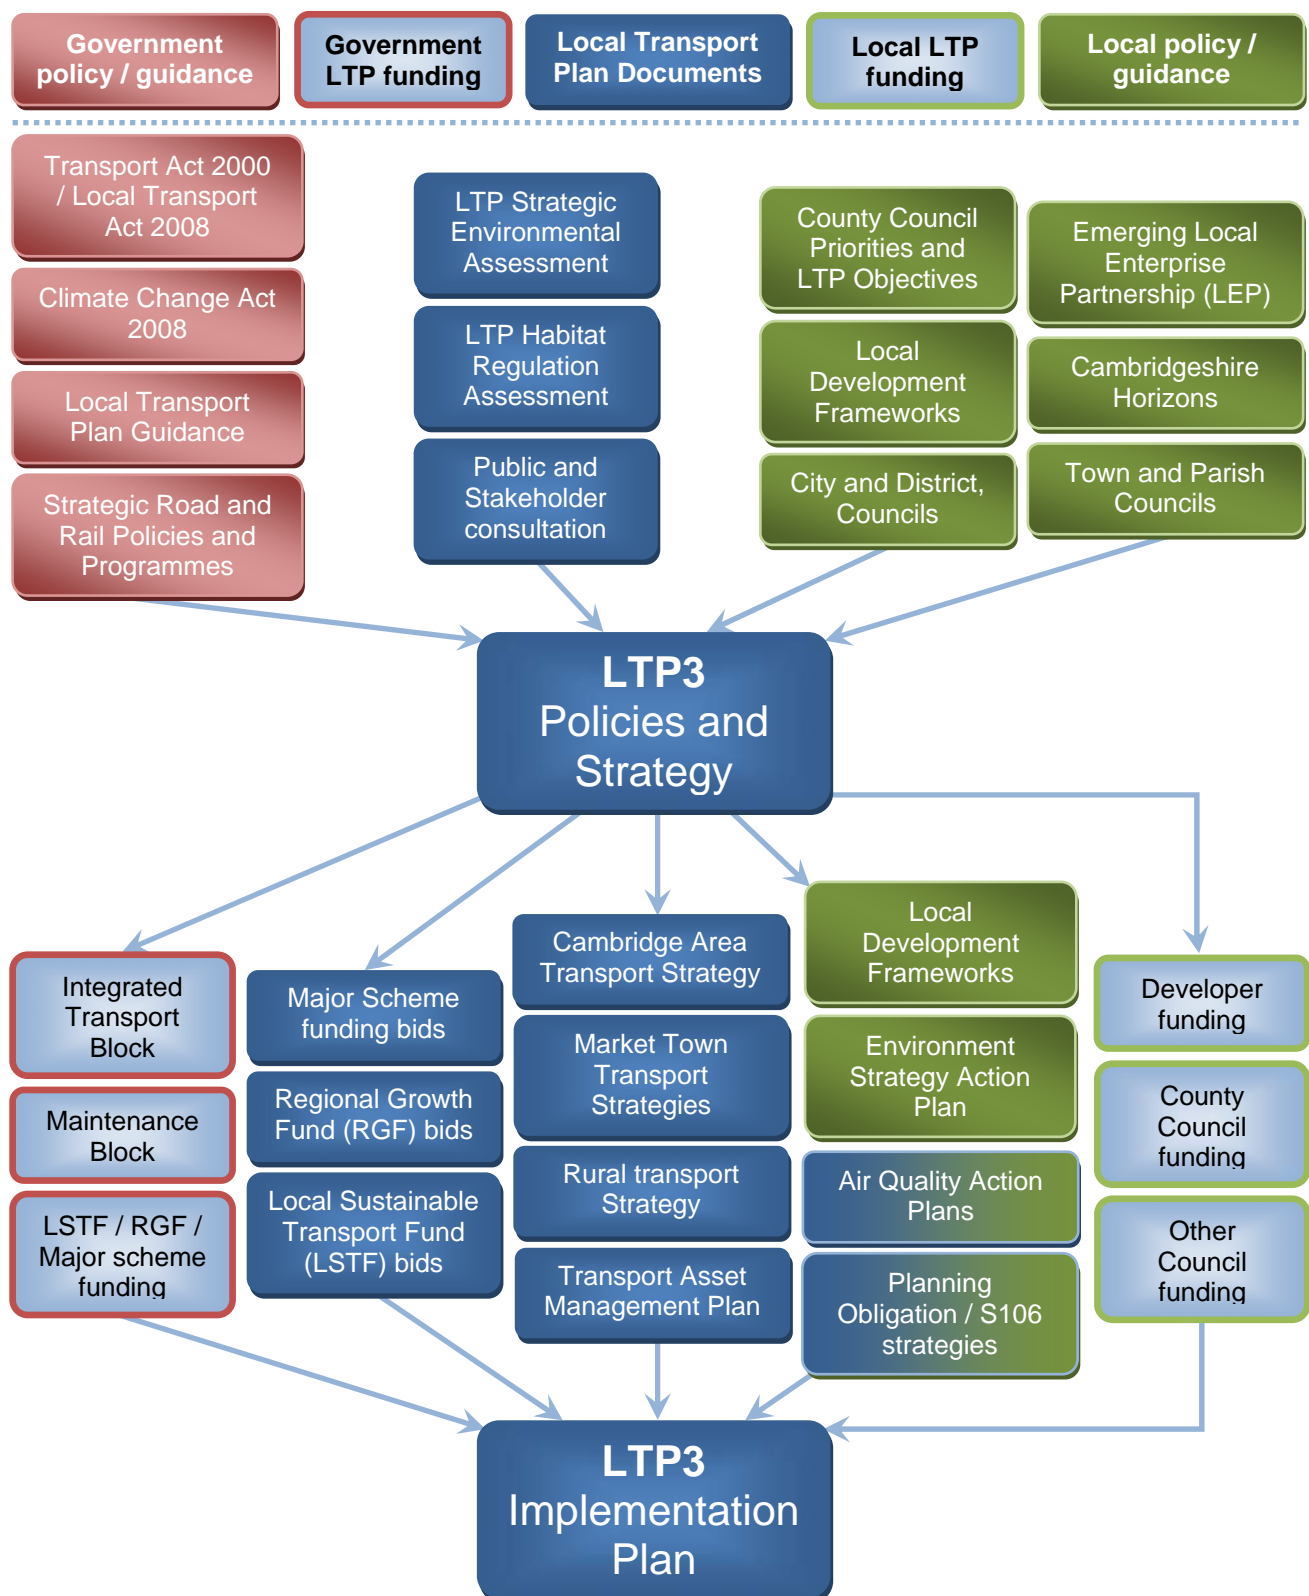 Government
policy / guidance
Government
LTP funding
Local Transport
Plan Documents
Local LTP
funding
Local policy /
guidance
Transport Act 2000
/ Local Transport
Act 2008
Climate Change Act
2008
Local Transport
Plan Guidance
Strategic Road and
Rail Policies and
Programmes
LTP Strategic
Environmental
Assessment
LTP Habitat
Regulation
Assessment
Public and
Stakeholder
consultation
County Council
Priorities and
LTP Objectives
Local
Development
Frameworks
City and District,
Councils
Emerging Local
Enterprise
Partnership (LEP)
Cambridgeshire
Horizons
Town and Parish
Councils
LTP3
Policies and
Strategy
Integrated
Transport
Block
Maintenance
Block
LSTF / RGF /
Major scheme
funding
Major Scheme
funding bids
Regional Growth
Fund (RGF) bids
Local Sustainable
Transport Fund
(LSTF) bids
Cambridge Area
Transport Strategy
Market Town
Transport
Strategies
Rural transport
Strategy
Transport Asset
Management Plan
Local
Development
Frameworks
Environment
Strategy Action
Plan
Air Quality Action
Plans
Planning
Obligation / S106
strategies
Developer
funding
County
Council
funding
Other
Council
funding
LTP3
Implementation
Plan